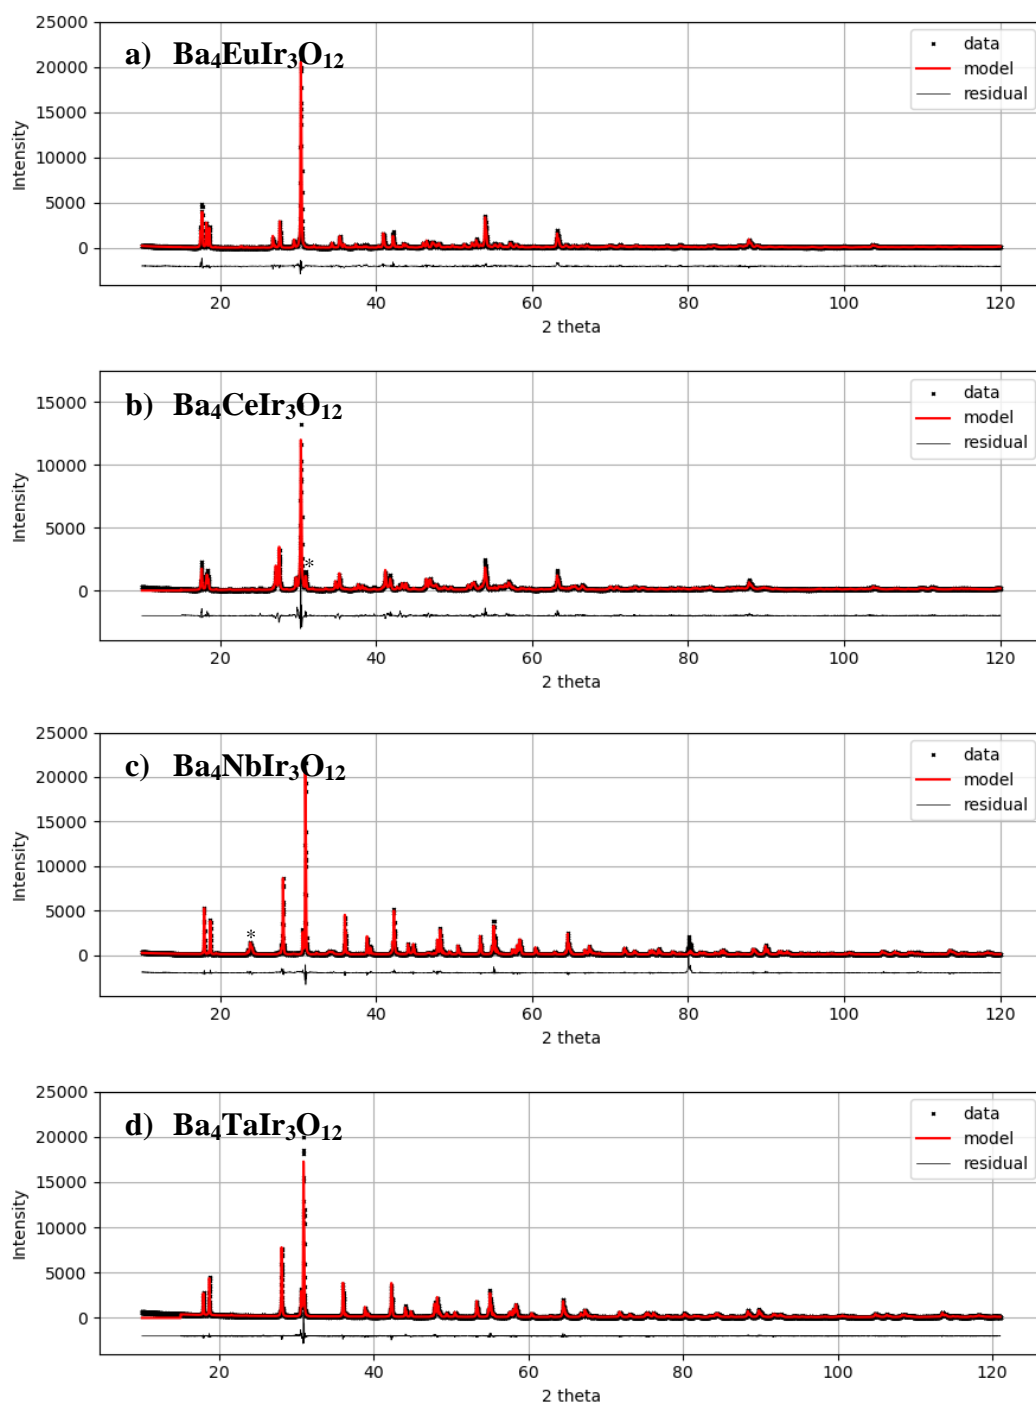 a) Ba₄EuIr₃O₁₂
data
model
residual
25000
20000
15000
10000
5000
0
Intensity
20 40 60 80 100 120
2 theta
b) Ba₄CeIr₃O₁₂
data
model
residual
15000
10000
5000
0
Intensity
*
20 40 60 80 100 120
2 theta
c) Ba₄NbIr₃O₁₂
data
model
residual
25000
20000
15000
10000
5000
0
Intensity
*
20 40 60 80 100 120
2 theta
d) Ba₄TaIr₃O₁₂
data
model
residual
25000
20000
15000
10000
5000
0
Intensity
20 40 60 80 100 120
2 theta